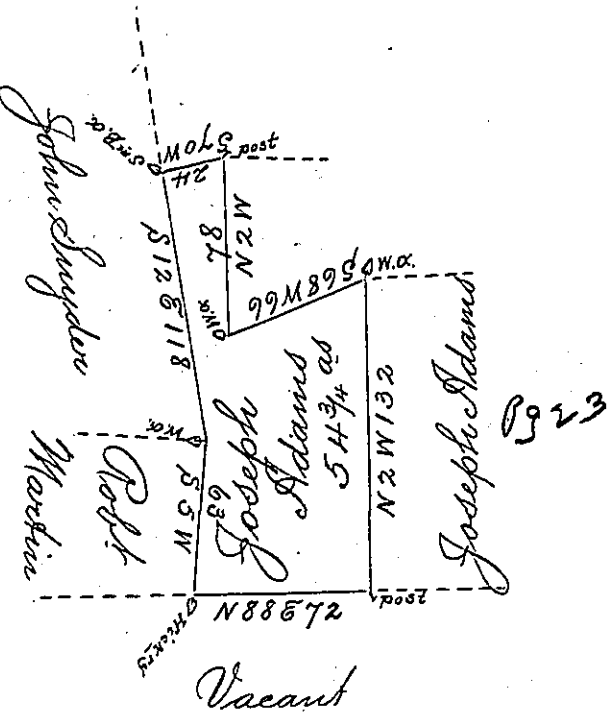 Joseph Adams
Pg 23
post
N 2 W 132
W.O.
S 68 W 66
Joseph
Adams
54 3/4 as
W.O.
N 2 W
78
post
S 70 W
24
S 12 E 118
W.O.
S 5 W
63
Hickry
N 88 E 72
Vacant
John Snyder
Robt
Martin